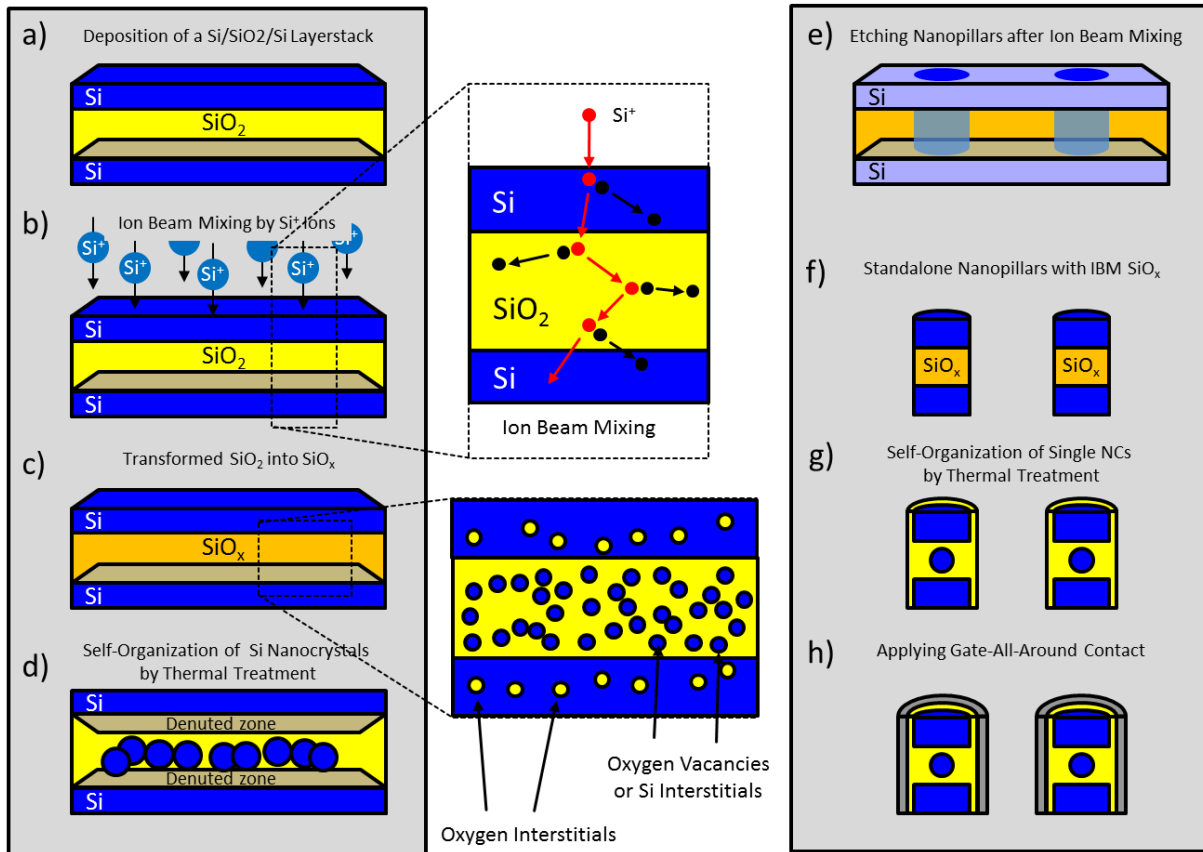 a)
Deposition of a Si/SiO2/Si Layerstack
Si
SiO₂
Si
b)
Ion Beam Mixing by Si⁺ Ions
Si⁺
Si⁺
Si⁺
Si⁺
Si⁺
Si
SiO₂
Si
c)
Transformed SiO₂ into SiOₓ
Si
SiOₓ
Si
d)
Self-Organization of Si Nanocrystals
by Thermal Treatment
Si
Denuted zone
Denuted zone
Si
Si⁺
Si
SiO₂
Si
Ion Beam Mixing
Oxygen Vacancies
or Si Interstitials
Oxygen Interstitials
e)
Etching Nanopillars after Ion Beam Mixing
Si
Si
f)
Standalone Nanopillars with IBM SiOₓ
SiOₓ
SiOₓ
g)
Self-Organization of Single NCs
by Thermal Treatment
h)
Applying Gate-All-Around Contact